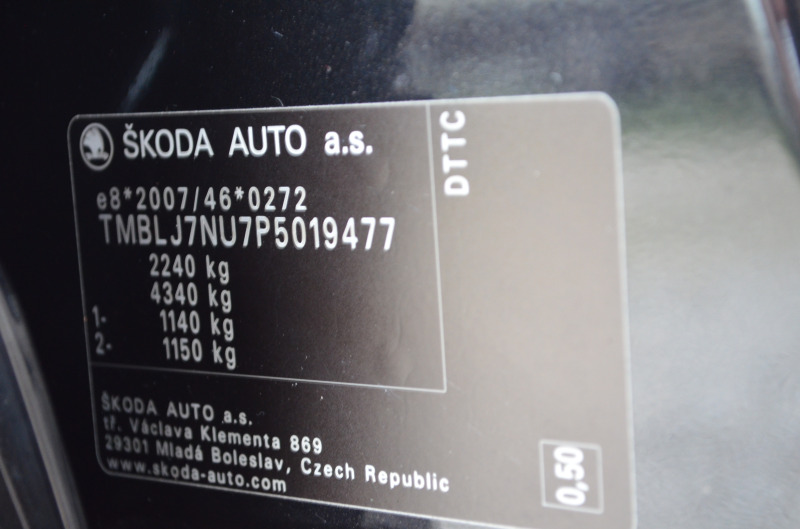 ŠKODA AUTO a.s.
DTTC
e8*2007/46*0272
TMBLJ7NU7P5019477
2240 kg
4340 kg
1- 1140 kg
2- 1150 kg
ŠKODA AUTO a.s.
tř. Václava Klementa 869
29301 Mladá Boleslav, Czech Republic
www.skoda-auto.com
0,50